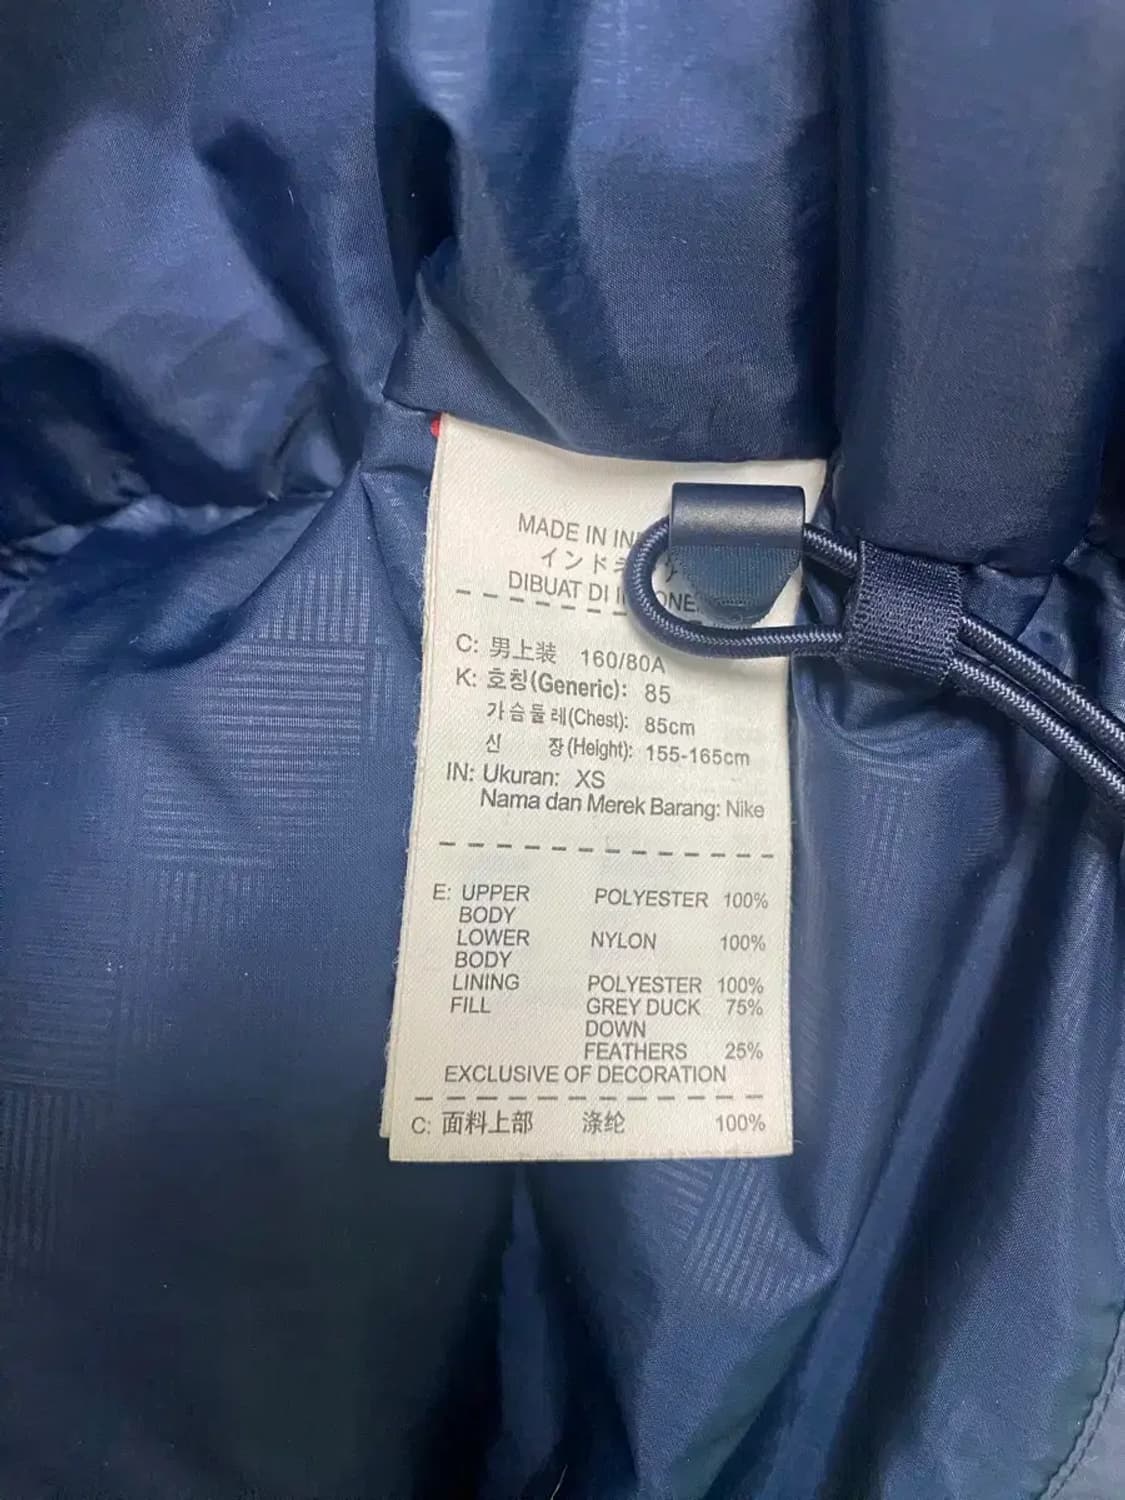 MADE IN
インド
DIBUAT DI
C: 男上装 160/80A
K: 호칭(Generic): 85
가슴둘레(Chest): 85cm
신 장(Height): 155-165cm
IN: Ukuran: XS
Nama dan Merek Barang: Nike
E: UPPER POLYESTER 100%
BODY
LOWER NYLON 100%
BODY
LINING POLYESTER 100%
FILL GREY DUCK 75%
DOWN
FEATHERS 25%
EXCLUSIVE OF DECORATION
C: 面料上部 涤纶 100%